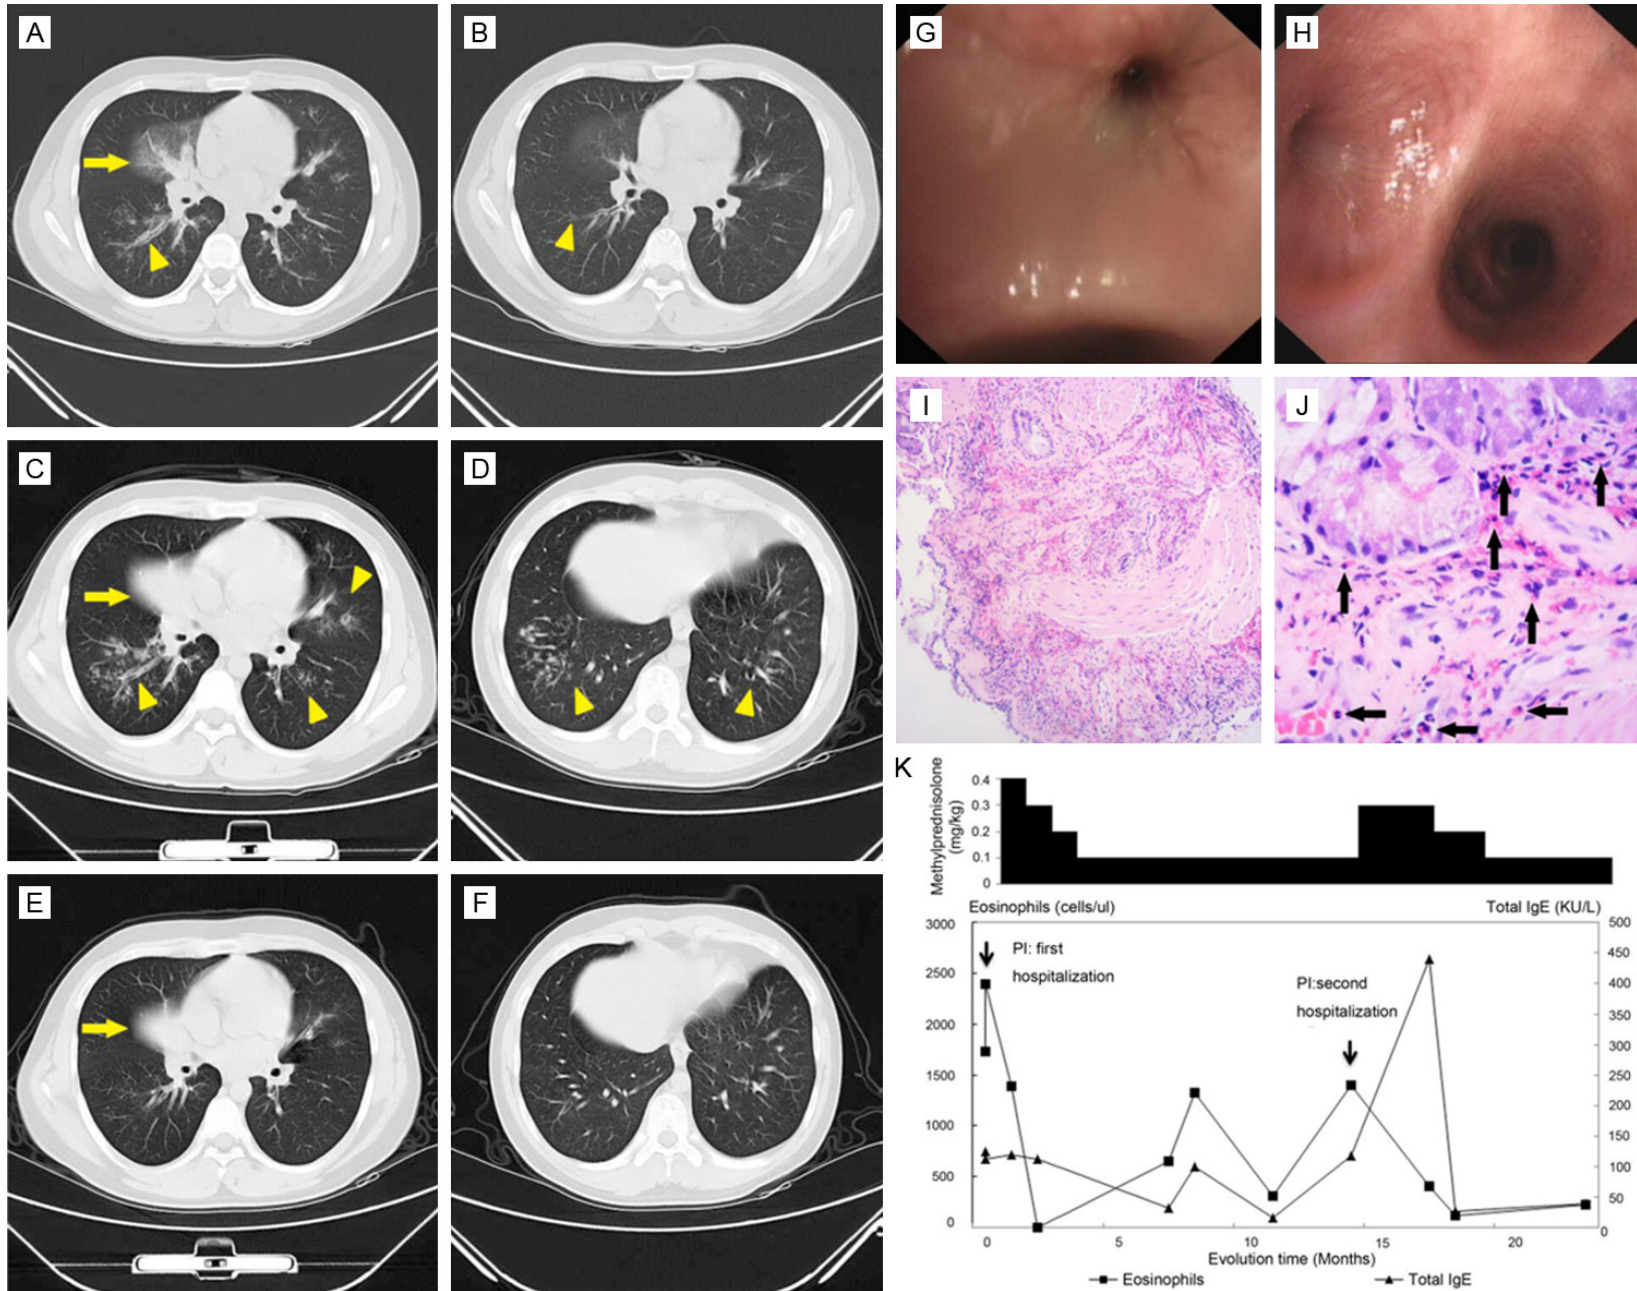 A
B
C
D
E
F
G
H
I
J
K
Methylprednisolone
(mg/kg)
0.4
0.3
0.2
0.1
0
Eosinophils (cells/ul)
Total IgE (KU/L)
3000
2500
2000
1500
1000
500
0
500
450
400
350
300
250
200
150
100
50
0
PI: first
hospitalization
PI:second
hospitalization
0
5
10
15
20
Evolution time (Months)
Eosinophils
Total IgE